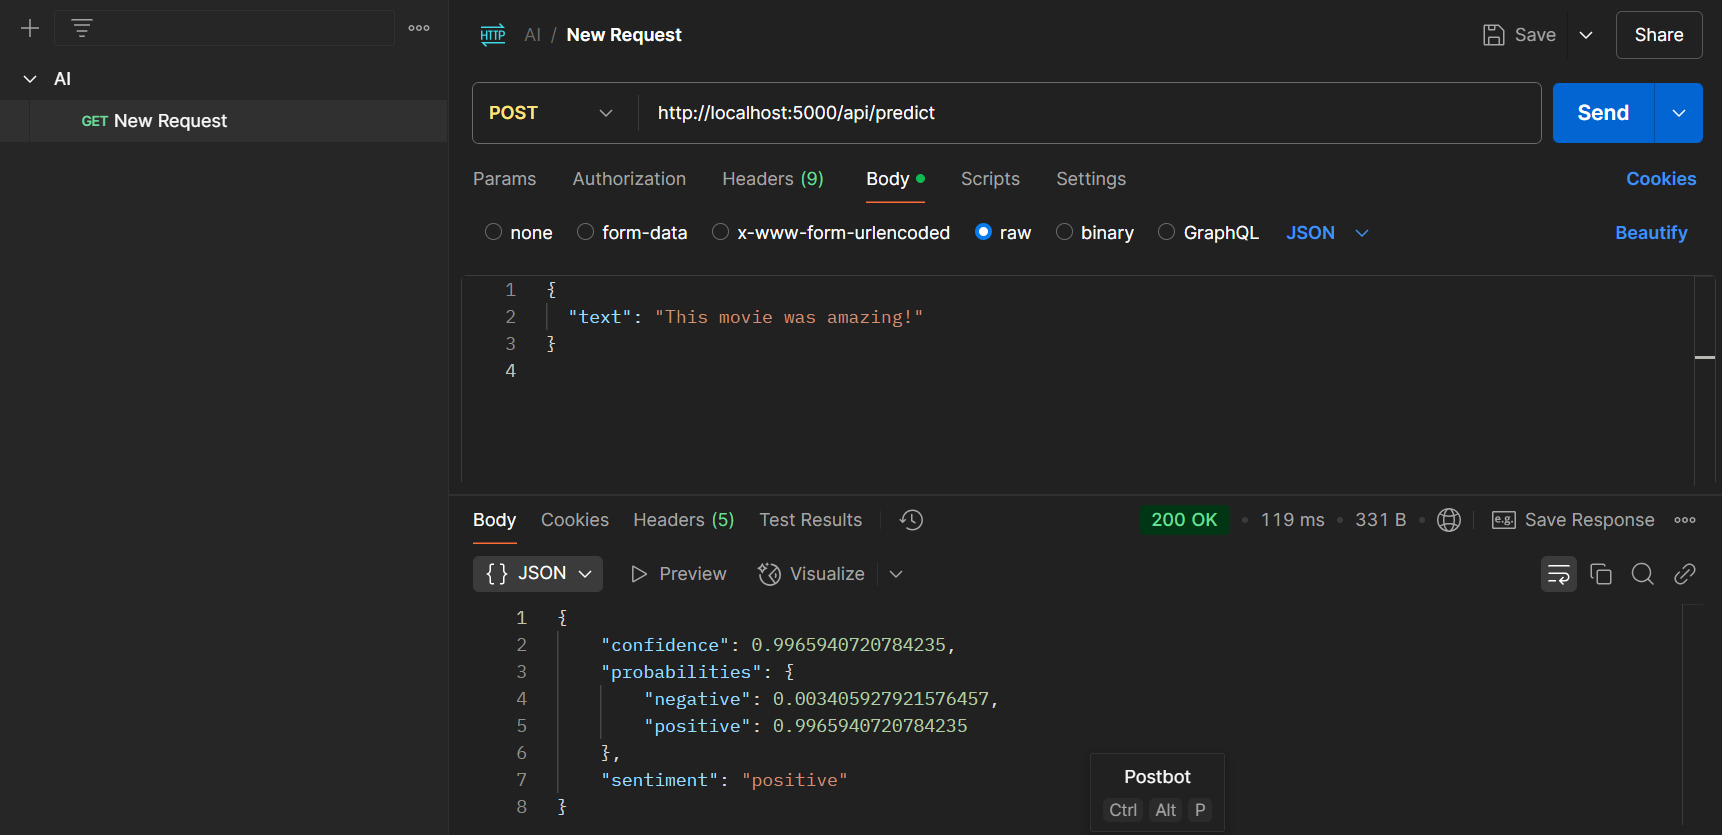 HTTP AI / New Request Save Share
AI
GET New Request
POST http://localhost:5000/api/predict Send
Params Authorization Headers (9) Body Scripts Settings Cookies
none form-data x-www-form-urlencoded raw binary GraphQL JSON Beautify
1 {
2 "text": "This movie was amazing!"
3 }
4
Body Cookies Headers (5) Test Results 200 OK 119 ms 331 B e.g. Save Response
{} JSON Preview Visualize
1 {
2 "confidence": 0.9965940720784235,
3 "probabilities": {
4 "negative": 0.003405927921576457,
5 "positive": 0.9965940720784235
6 },
7 "sentiment": "positive"
8 }
Postbot
Ctrl Alt P